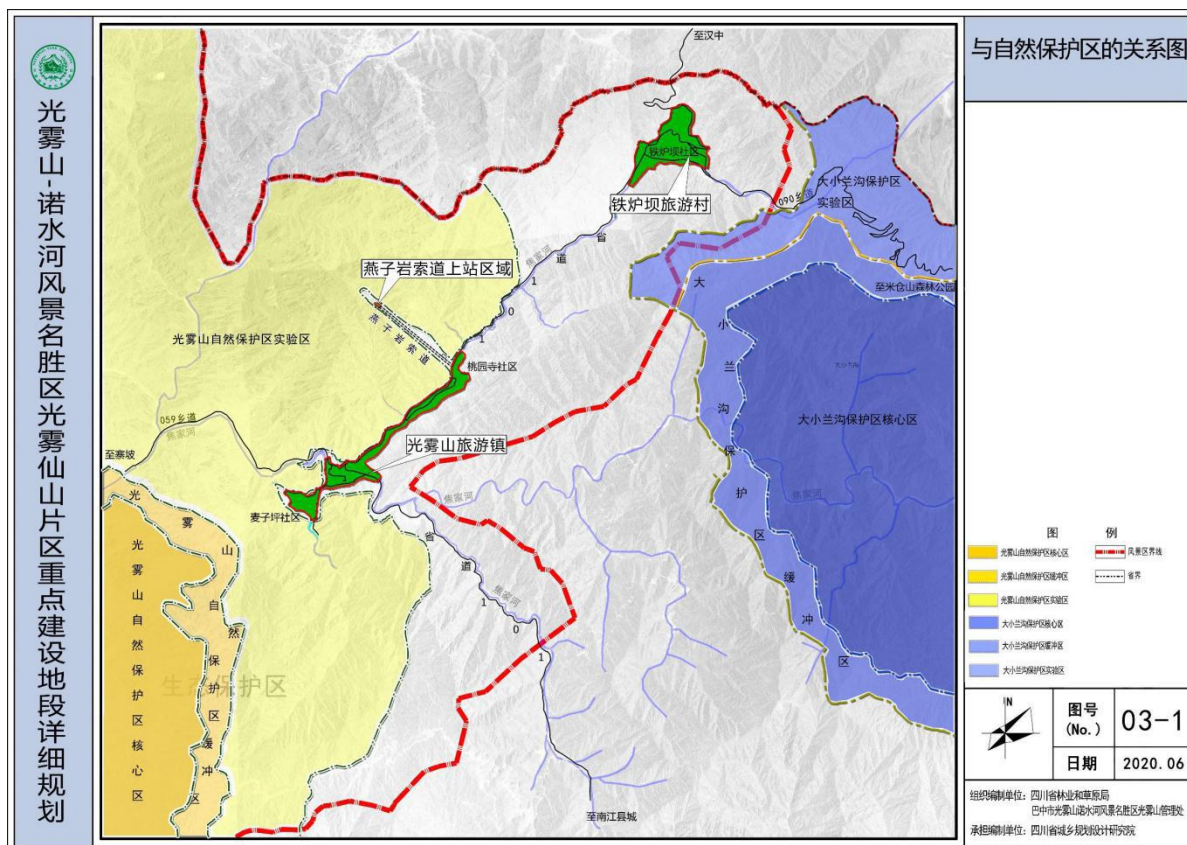 光雾山-诺水河风景名胜区光雾仙山片区重点建设地段详细规划
与自然保护区的关系图
至汉中
铁炉坝社区
铁炉坝旅游村
090乡道
大小兰沟保护区
实验区
省道101
焦家河
燕子岩索道上站区域
燕子岩索道
光雾山自然保护区实验区
桃园寺社区
至米仓山森林公园
大小兰沟保护区缓冲区
大小兰沟保护区核心区
059乡道
焦家河
至寨坡
光雾山旅游镇
麦子坪社区
焦家河
焦家河
省道101
焦家河
光雾山自然保护区缓冲区
光雾山自然保护区核心区
生态保护区
至南江县城
图 例
光雾山自然保护区核心区
风景区界线
光雾山自然保护区缓冲区
省界
光雾山自然保护区实验区
大小兰沟保护区核心区
大小兰沟保护区缓冲区
大小兰沟保护区实验区
N
图号
(No.)
03-1
日期
2020.06
组织编制单位：四川省林业和草原局
巴中市光雾山诺水河风景名胜区光雾山管理处
承担编制单位：四川省城乡规划设计研究院